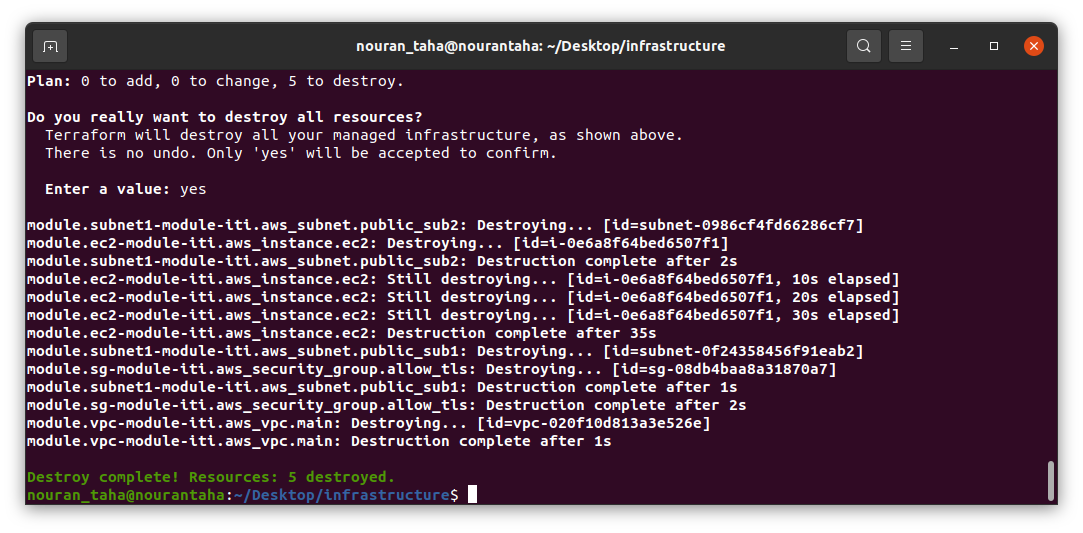 nouran_taha@nourantaha: ~/Desktop/infrastructure
Plan: 0 to add, 0 to change, 5 to destroy.
Do you really want to destroy all resources?
Terraform will destroy all your managed infrastructure, as shown above.
There is no undo. Only 'yes' will be accepted to confirm.
Enter a value: yes
module.subnet1-module-iti.aws_subnet.public_sub2: Destroying... [id=subnet-0986cf4fd66286cf7]
module.ec2-module-iti.aws_instance.ec2: Destroying... [id=i-0e6a8f64bed6507f1]
module.subnet1-module-iti.aws_subnet.public_sub2: Destruction complete after 2s
module.ec2-module-iti.aws_instance.ec2: Still destroying... [id=i-0e6a8f64bed6507f1, 10s elapsed]
module.ec2-module-iti.aws_instance.ec2: Still destroying... [id=i-0e6a8f64bed6507f1, 20s elapsed]
module.ec2-module-iti.aws_instance.ec2: Still destroying... [id=i-0e6a8f64bed6507f1, 30s elapsed]
module.ec2-module-iti.aws_instance.ec2: Destruction complete after 35s
module.subnet1-module-iti.aws_subnet.public_sub1: Destroying... [id=subnet-0f24358456f91eab2]
module.sg-module-iti.aws_security_group.allow_tls: Destroying... [id=sg-08db4baa8a31870a7]
module.subnet1-module-iti.aws_subnet.public_sub1: Destruction complete after 1s
module.sg-module-iti.aws_security_group.allow_tls: Destruction complete after 2s
module.vpc-module-iti.aws_vpc.main: Destroying... [id=vpc-020f10d813a3e526e]
module.vpc-module-iti.aws_vpc.main: Destruction complete after 1s
Destroy complete! Resources: 5 destroyed.
nouran_taha@nourantaha:~/Desktop/infrastructure$